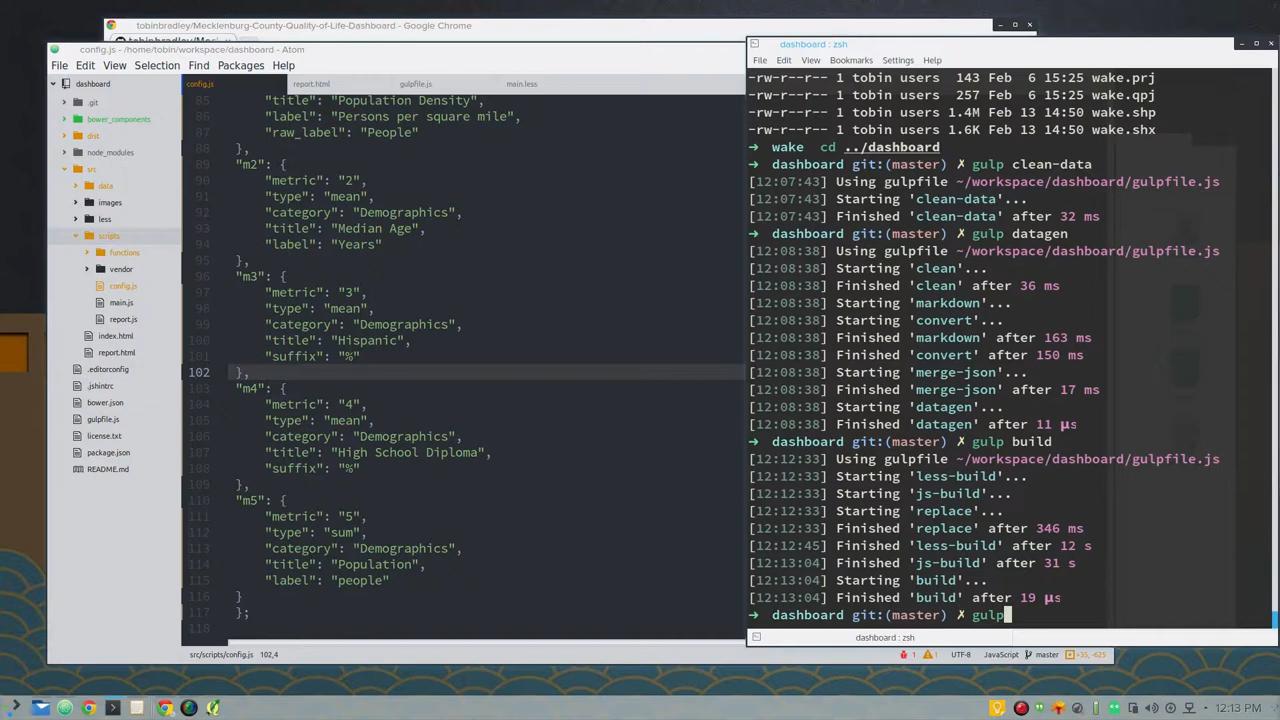 tobinbradley/Mecklenburg-County-Quality-of-Life-Dashboard - Google Chrome
config.js - /home/tobin/workspace/dashboard - Atom
File Edit View Selection Find Packages Help
dashboard
.git
bower_components
dist
node_modules
src
data
images
less
scripts
functions
vendor
config.js
main.js
report.js
index.html
report.html
.editorconfig
.jshintrc
bower.json
gulpfile.js
license.txt
package.json
README.md
config.js report.html gulpfile.js main.less
85 "title": "Population Density",
86 "label": "Persons per square mile",
87 "raw_label": "People"
88 },
89 "m2": {
90 "metric": "2",
91 "type": "mean",
92 "category": "Demographics",
93 "title": "Median Age",
94 "label": "Years"
95 },
96 "m3": {
97 "metric": "3",
98 "type": "mean",
99 "category": "Demographics",
100 "title": "Hispanic",
101 "suffix": "%"
102 },
103 "m4": {
104 "metric": "4",
105 "type": "mean",
106 "category": "Demographics",
107 "title": "High School Diploma",
108 "suffix": "%"
109 },
110 "m5": {
111 "metric": "5",
112 "type": "sum",
113 "category": "Demographics",
114 "title": "Population",
115 "label": "people"
116 }
117 };
118
src/scripts/config.js 102,4
1 1 UTF-8 JavaScript master +35, -625
dashboard : zsh
File Edit View Bookmarks Settings Help
-rw-r--r-- 1 tobin users 143 Feb 6 15:25 wake.prj
-rw-r--r-- 1 tobin users 257 Feb 6 15:25 wake.qpj
-rw-r--r-- 1 tobin users 1.4M Feb 13 14:50 wake.shp
-rw-r--r-- 1 tobin users 1.6K Feb 13 14:50 wake.shx
➜ wake cd ../dashboard
➜ dashboard git:(master) ✗ gulp clean-data
[12:07:43] Using gulpfile ~/workspace/dashboard/gulpfile.js
[12:07:43] Starting 'clean-data'...
[12:07:43] Finished 'clean-data' after 32 ms
➜ dashboard git:(master) ✗ gulp datagen
[12:08:38] Using gulpfile ~/workspace/dashboard/gulpfile.js
[12:08:38] Starting 'clean'...
[12:08:38] Finished 'clean' after 36 ms
[12:08:38] Starting 'markdown'...
[12:08:38] Starting 'convert'...
[12:08:38] Finished 'markdown' after 163 ms
[12:08:38] Finished 'convert' after 150 ms
[12:08:38] Starting 'merge-json'...
[12:08:38] Finished 'merge-json' after 17 ms
[12:08:38] Starting 'datagen'...
[12:08:38] Finished 'datagen' after 11 μs
➜ dashboard git:(master) ✗ gulp build
[12:12:33] Using gulpfile ~/workspace/dashboard/gulpfile.js
[12:12:33] Starting 'less-build'...
[12:12:33] Starting 'js-build'...
[12:12:33] Starting 'replace'...
[12:12:33] Finished 'replace' after 346 ms
[12:12:45] Finished 'less-build' after 12 s
[12:13:04] Finished 'js-build' after 31 s
[12:13:04] Starting 'build'...
[12:13:04] Finished 'build' after 19 μs
➜ dashboard git:(master) ✗ gulp
dashboard : zsh
12:13 PM